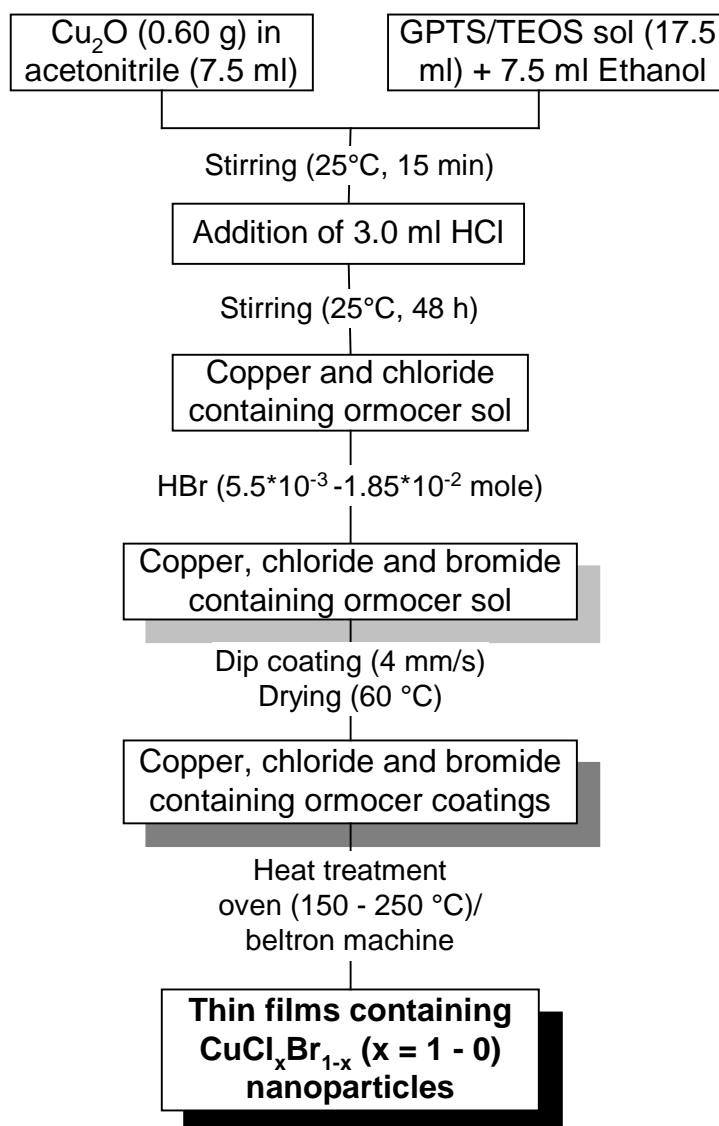 Cu₂O (0.60 g) in
acetonitrile (7.5 ml)
GPTS/TEOS sol (17.5
ml) + 7.5 ml Ethanol
Stirring (25°C, 15 min)
Addition of 3.0 ml HCl
Stirring (25°C, 48 h)
Copper and chloride
containing ormocer sol
HBr (5.5*10⁻³ -1.85*10⁻² mole)
Copper, chloride and bromide
containing ormocer sol
Dip coating (4 mm/s)
Drying (60 °C)
Copper, chloride and bromide
containing ormocer coatings
Heat treatment
oven (150 - 250 °C)/
beltron machine
Thin films containing
CuClₓBr₁₋ₓ (x = 1 - 0)
nanoparticles